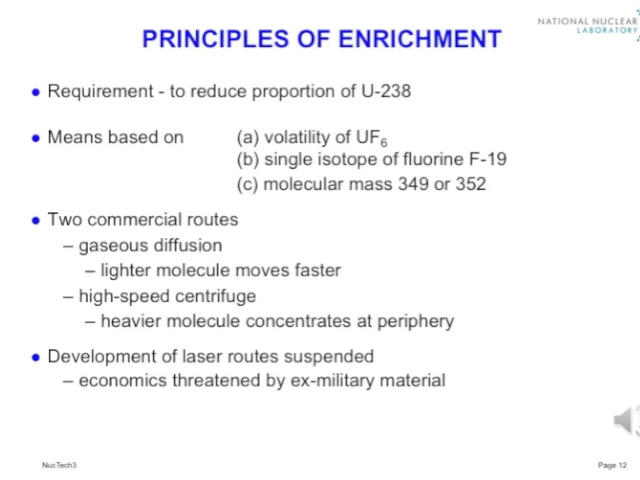 NATIONAL NUCLEAR
LABORATORY
PRINCIPLES OF ENRICHMENT
• Requirement - to reduce proportion of U-238
• Means based on (a) volatility of UF₆
(b) single isotope of fluorine F-19
(c) molecular mass 349 or 352
• Two commercial routes
– gaseous diffusion
– lighter molecule moves faster
– high-speed centrifuge
– heavier molecule concentrates at periphery
• Development of laser routes suspended
– economics threatened by ex-military material
NucTech3 Page 12